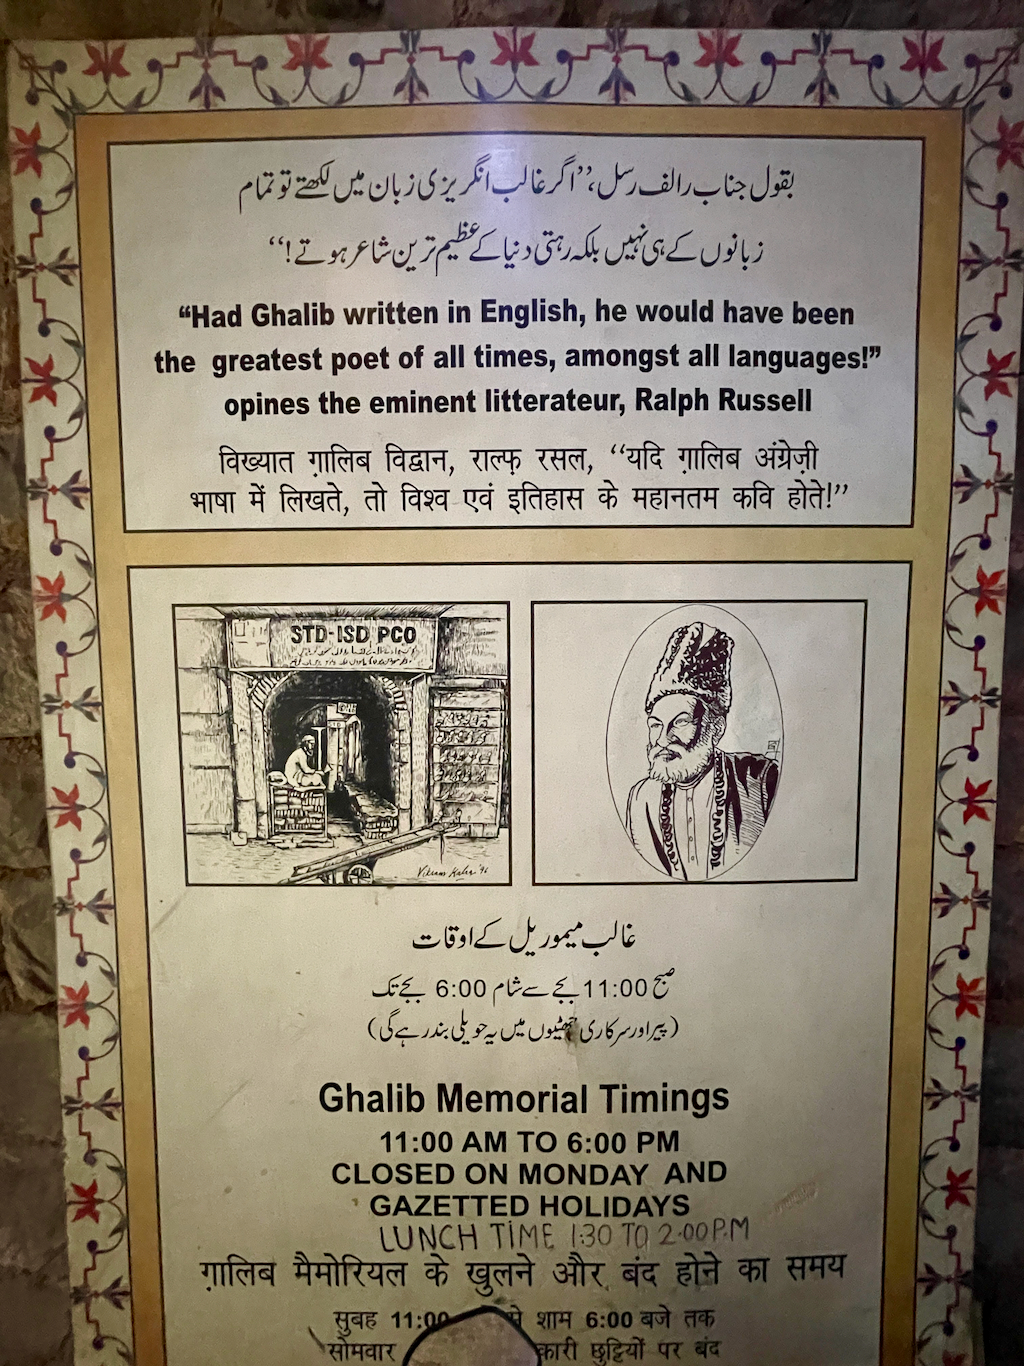 بقول جناب رالف رسل، ’’اگر غالب انگریزی زبان میں لکھتے تو تمام
زبانوں کے ہی نہیں بلکہ رہتی دنیا کے عظیم ترین شاعر ہوتے!‘‘
“Had Ghalib written in English, he would have been
the greatest poet of all times, amongst all languages!”
opines the eminent litterateur, Ralph Russell
विख्यात ग़ालिब विद्वान, राल्फ़ रसल, ‘‘यदि ग़ालिब अंग्रेज़ी
भाषा में लिखते, तो विश्व एवं इतिहास के महानतम कवि होते!’’
STD-ISD PCO
Vikram Kalra '96
غالب میموریل کے اوقات
صبح 11:00 بجے سے شام 6:00 بجے تک
(پیر اور سرکاری چھٹیوں میں یہ حویلی بند رہے گی)
Ghalib Memorial Timings
11:00 AM TO 6:00 PM
CLOSED ON MONDAY AND
GAZETTED HOLIDAYS
LUNCH TIME 1:30 TO 2.00 P.M
ग़ालिब मैमोरियल के खुलने और बंद होने का समय
सुबह 11:00 से शाम 6:00 बजे तक
सोमवार कारी छुट्टियों पर बंद